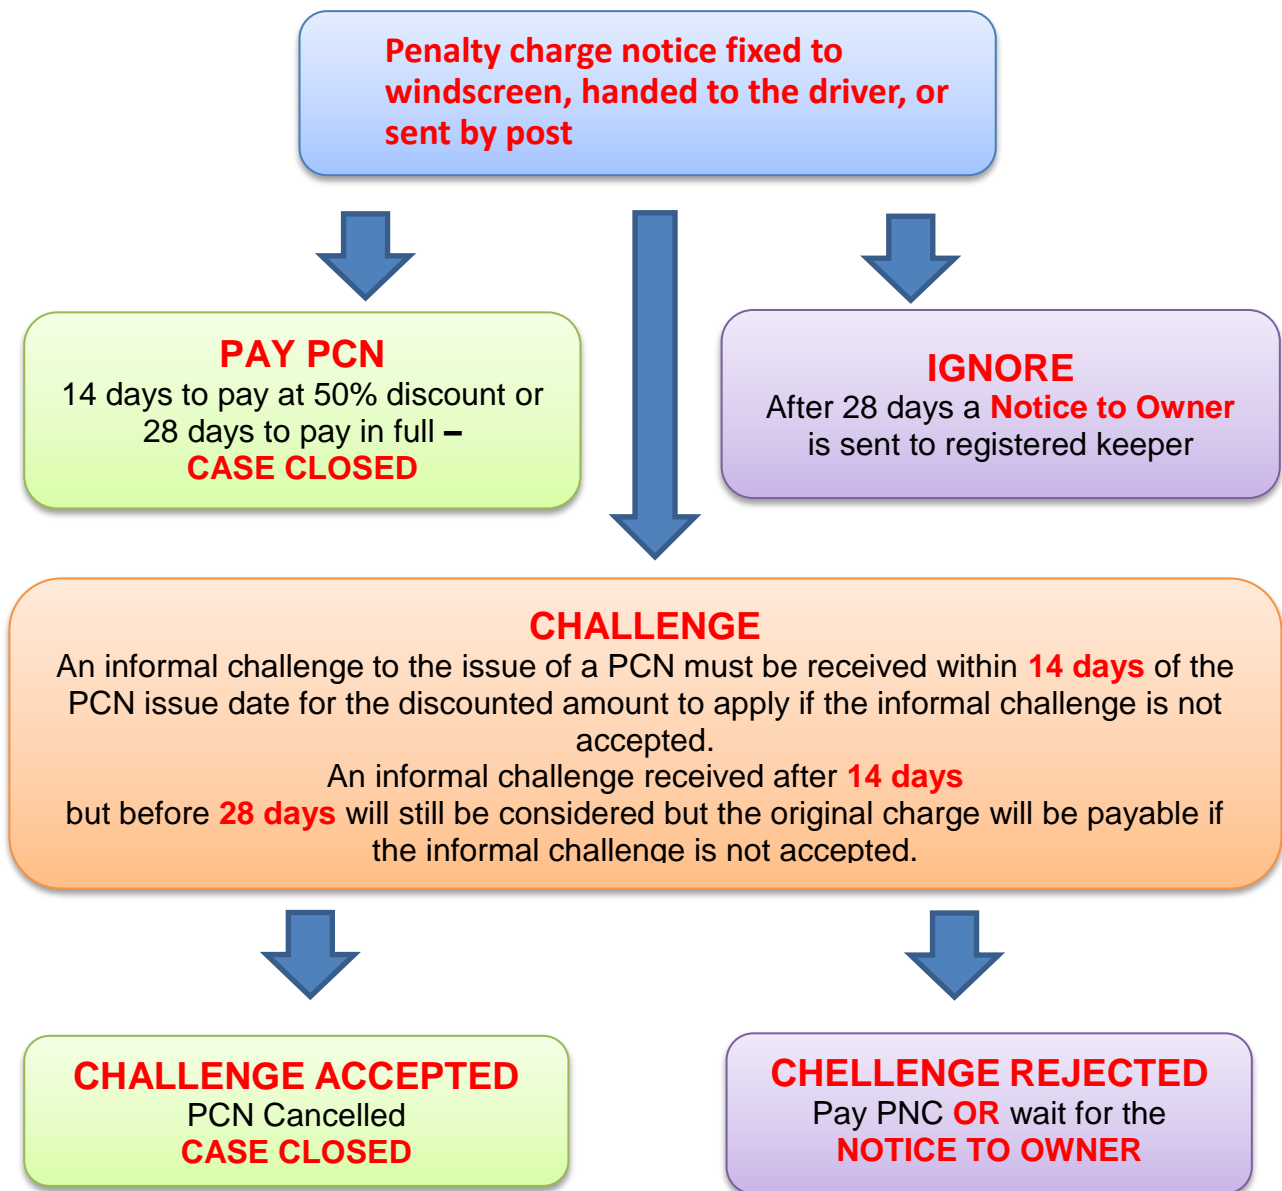 Penalty charge notice fixed to
windscreen, handed to the driver, or
sent by post
PAY PCN
14 days to pay at 50% discount or
28 days to pay in full –
CASE CLOSED
IGNORE
After 28 days a Notice to Owner
is sent to registered keeper
CHALLENGE
An informal challenge to the issue of a PCN must be received within 14 days of the
PCN issue date for the discounted amount to apply if the informal challenge is not
accepted.
An informal challenge received after 14 days
but before 28 days will still be considered but the original charge will be payable if
the informal challenge is not accepted.
CHALLENGE ACCEPTED
PCN Cancelled
CASE CLOSED
CHELLENGE REJECTED
Pay PNC OR wait for the
NOTICE TO OWNER